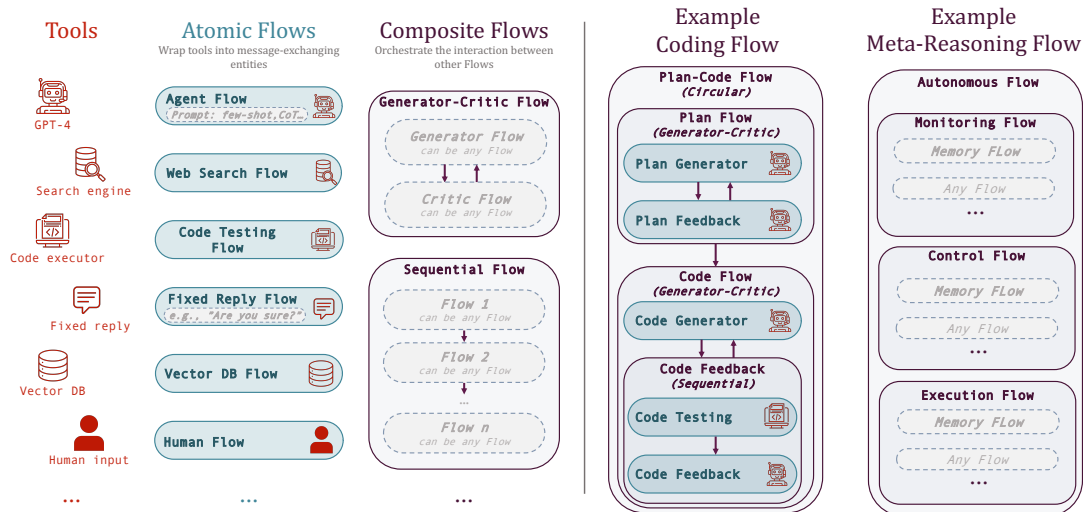 Tools
GPT-4
Search engine
Code executor
Fixed reply
Vector DB
Human input
...
Atomic Flows
Wrap tools into message-exchanging
entities
Agent Flow
Prompt: few-shot,CoT…
Web Search Flow
Code Testing
Flow
Fixed Reply Flow
e.g., "Are you sure?"
Vector DB Flow
Human Flow
...
Composite Flows
Orchestrate the interaction between
other Flows
Generator-Critic Flow
Generator Flow
can be any Flow
Critic Flow
can be any Flow
Sequential Flow
Flow 1
can be any Flow
Flow 2
can be any Flow
...
Flow n
can be any Flow
...
Example
Coding Flow
Plan-Code Flow
(Circular)
Plan Flow
(Generator-Critic)
Plan Generator
Plan Feedback
Code Flow
(Generator-Critic)
Code Generator
Code Feedback
(Sequential)
Code Testing
Code Feedback
Example
Meta-Reasoning Flow
Autonomous Flow
Monitoring Flow
Memory FLow
Any Flow
...
Control Flow
Memory FLow
Any Flow
...
Execution Flow
Memory FLow
Any Flow
...